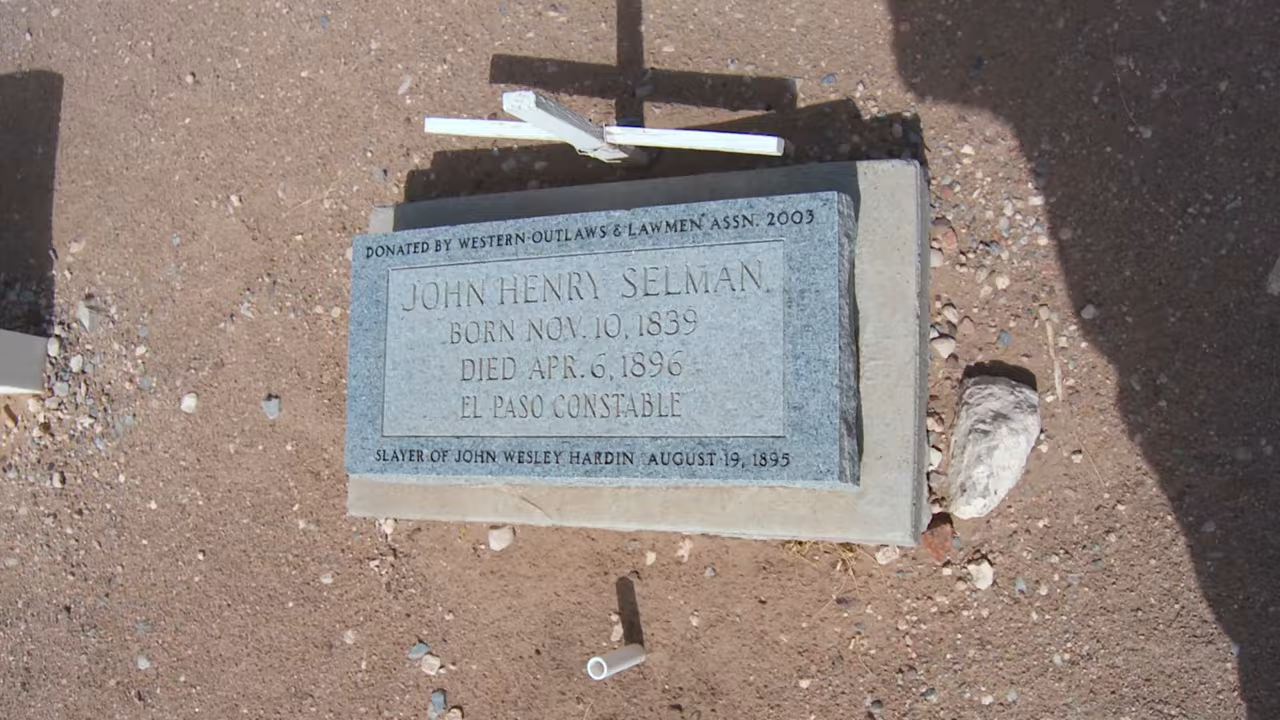 DONATED BY WESTERN OUTLAWS & LAWMEN ASSN. 2003
JOHN HENRY SELMAN
BORN NOV. 10, 1839
DIED APR. 6, 1896
EL PASO CONSTABLE
SLAYER OF JOHN WESLEY HARDIN AUGUST 19, 1895